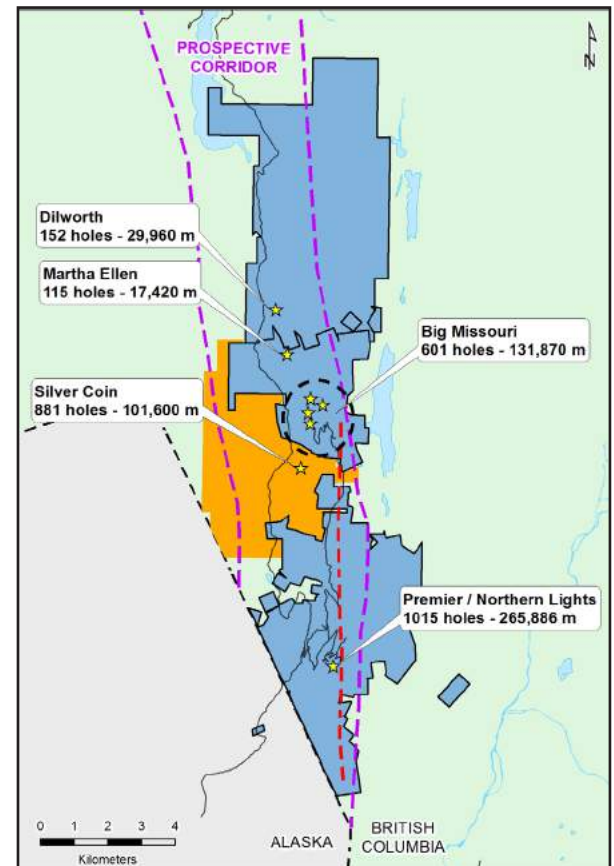 PROSPECTIVE
CORRIDOR
N
Dilworth
152 holes - 29,960 m
Martha Ellen
115 holes - 17,420 m
Big Missouri
601 holes - 131,870 m
Silver Coin
881 holes - 101,600 m
Premier / Northern Lights
1015 holes - 265,886 m
0 1 2 3 4
Kilometers
ALASKA
BRITISH
COLUMBIA